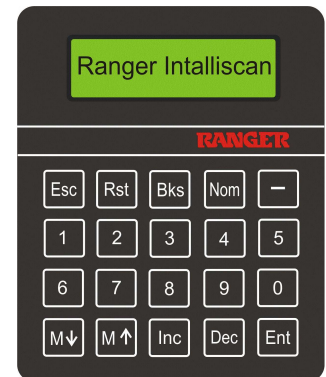 Ranger Intalliscan
RANGER
Esc Rst Bks Nom −
1 2 3 4 5
6 7 8 9 0
M↓ M↑ Inc Dec Ent